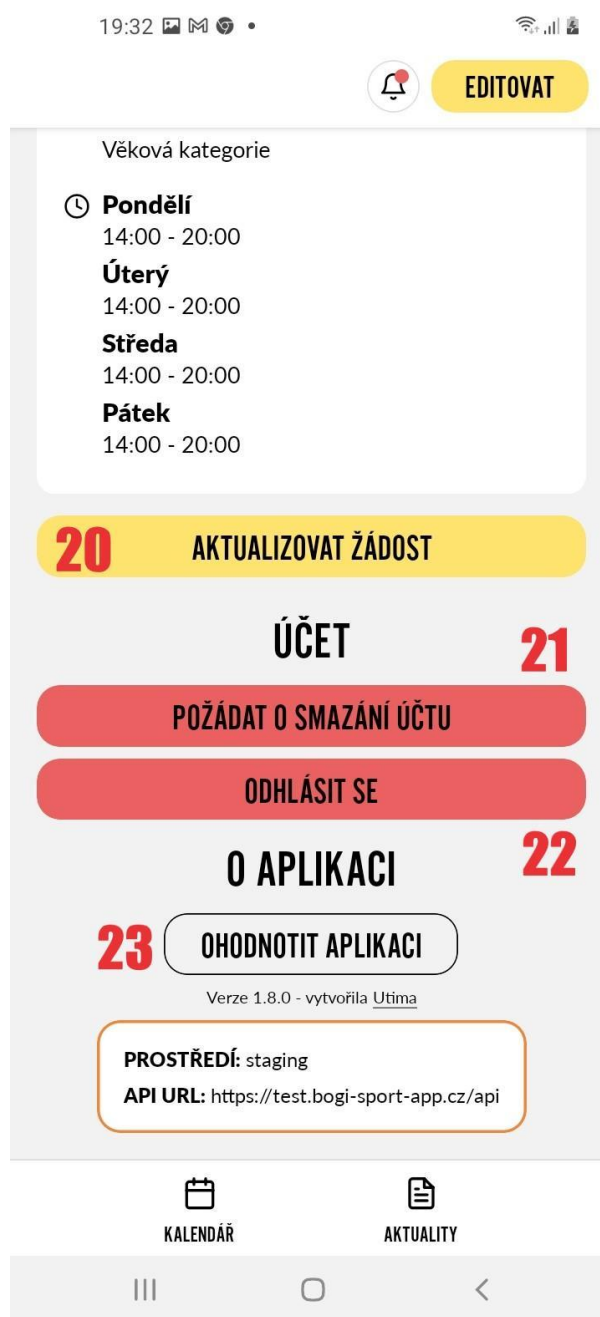 19:32
EDITOVAT
Věková kategorie
Pondělí
14:00 - 20:00
Úterý
14:00 - 20:00
Středa
14:00 - 20:00
Pátek
14:00 - 20:00
20 AKTUALIZOVAT ŽÁDOST
ÚČET 21
POŽÁDAT O SMAZÁNÍ ÚČTU
ODHLÁSIT SE
O APLIKACI 22
23 OHODNOTIT APLIKACI
Verze 1.8.0 - vytvořila Utima
PROSTŘEDÍ: staging
API URL: https://test.bogi-sport-app.cz/api
KALENDÁŘ AKTUALITY